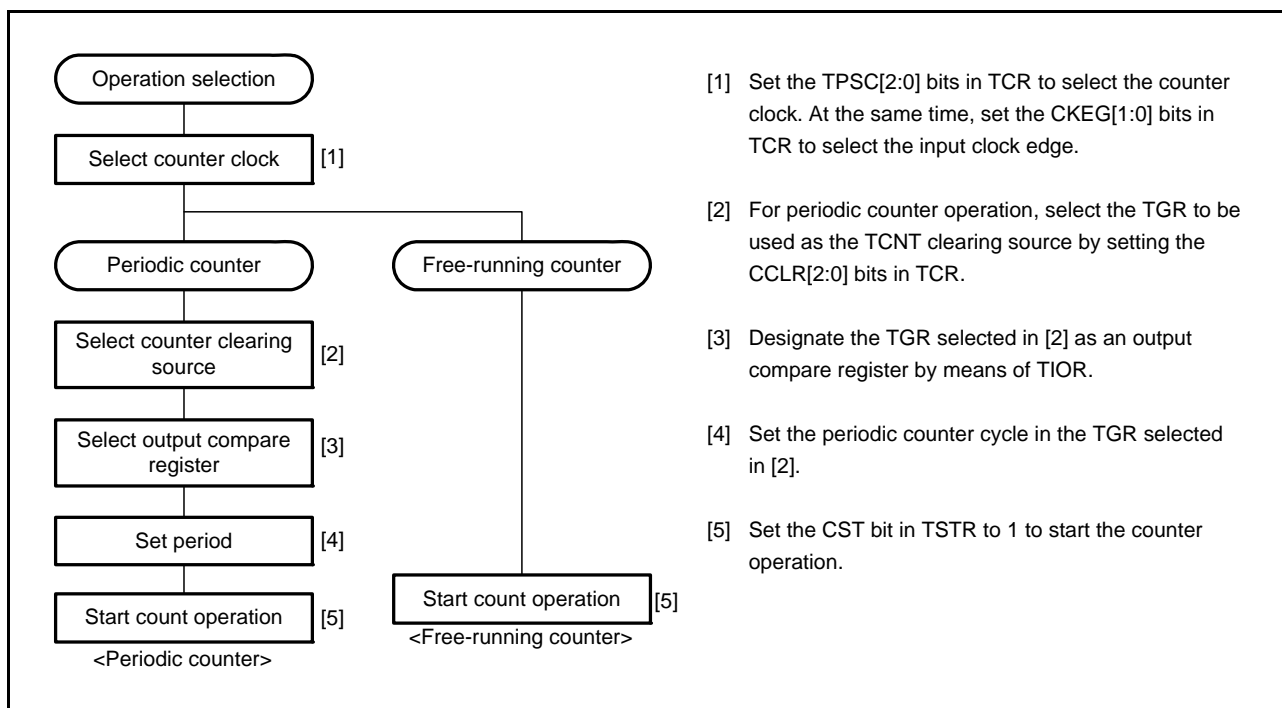 Operation selection
Select counter clock
[1]
Periodic counter
Free-running counter
Select counter clearing
source
[2]
Select output compare
register
[3]
Set period
[4]
Start count operation
[5]
<Periodic counter>
Start count operation
[5]
<Free-running counter>
[1] Set the TPSC[2:0] bits in TCR to select the counter
clock. At the same time, set the CKEG[1:0] bits in
TCR to select the input clock edge.
[2] For periodic counter operation, select the TGR to be
used as the TCNT clearing source by setting the
CCLR[2:0] bits in TCR.
[3] Designate the TGR selected in [2] as an output
compare register by means of TIOR.
[4] Set the periodic counter cycle in the TGR selected
in [2].
[5] Set the CST bit in TSTR to 1 to start the counter
operation.